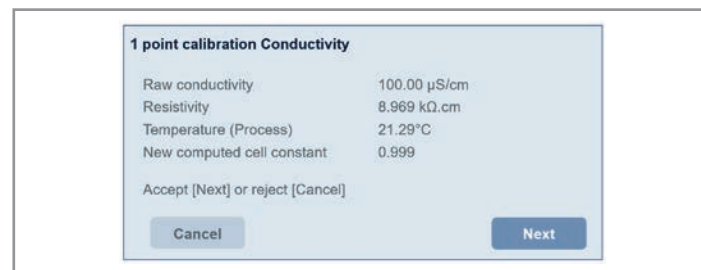 1 point calibration Conductivity
Raw conductivity 100.00 µS/cm
Resistivity 8.969 kΩ.cm
Temperature (Process) 21.29°C
New computed cell constant 0.999
Accept [Next] or reject [Cancel]
Cancel Next